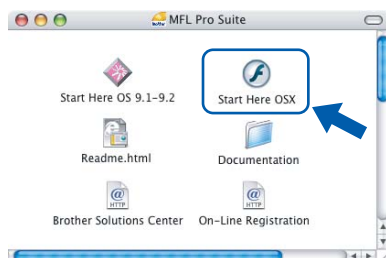 MFL Pro Suite
Start Here OS 9.1-9.2
Start Here OSX
Readme.html
Documentation
HTTP
HTTP
Brother Solutions Center
On-Line Registration